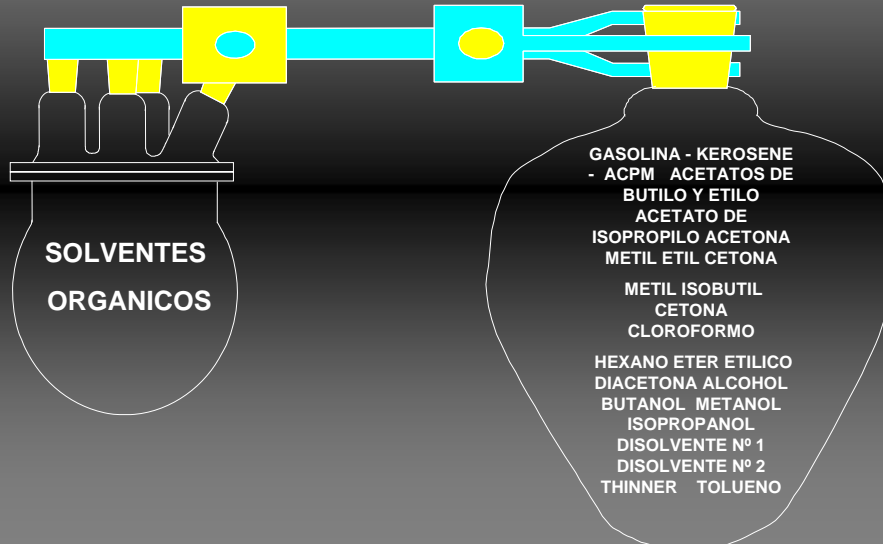 SOLVENTES
ORGANICOS
GASOLINA - KEROSENE
- ACPM ACETATOS DE
BUTILO Y ETILO
ACETATO DE
ISOPROPILO ACETONA
METIL ETIL CETONA
METIL ISOBUTIL
CETONA
CLOROFORMO
HEXANO ETER ETILICO
DIACETONA ALCOHOL
BUTANOL METANOL
ISOPROPANOL
DISOLVENTE Nº 1
DISOLVENTE Nº 2
THINNER TOLUENO